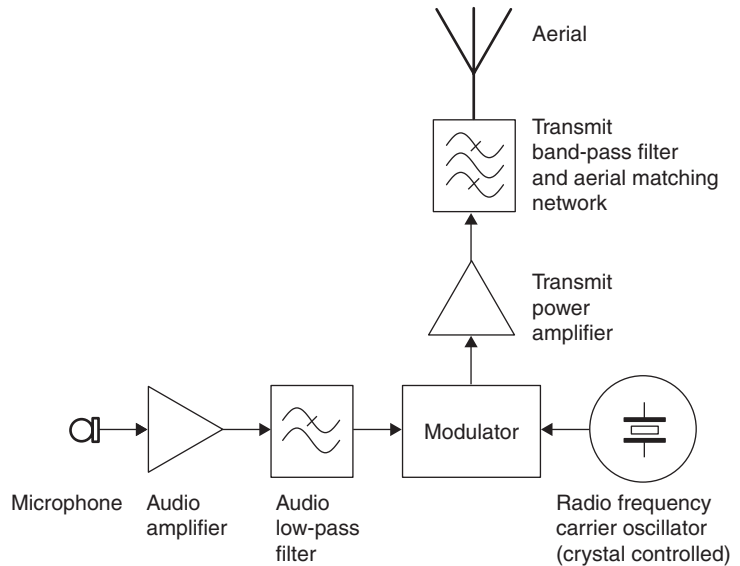 Aerial
Transmit
band-pass filter
and aerial matching
network
Transmit
power
amplifier
Modulator
Microphone
Audio
amplifier
Audio
low-pass
filter
Radio frequency
carrier oscillator
(crystal controlled)